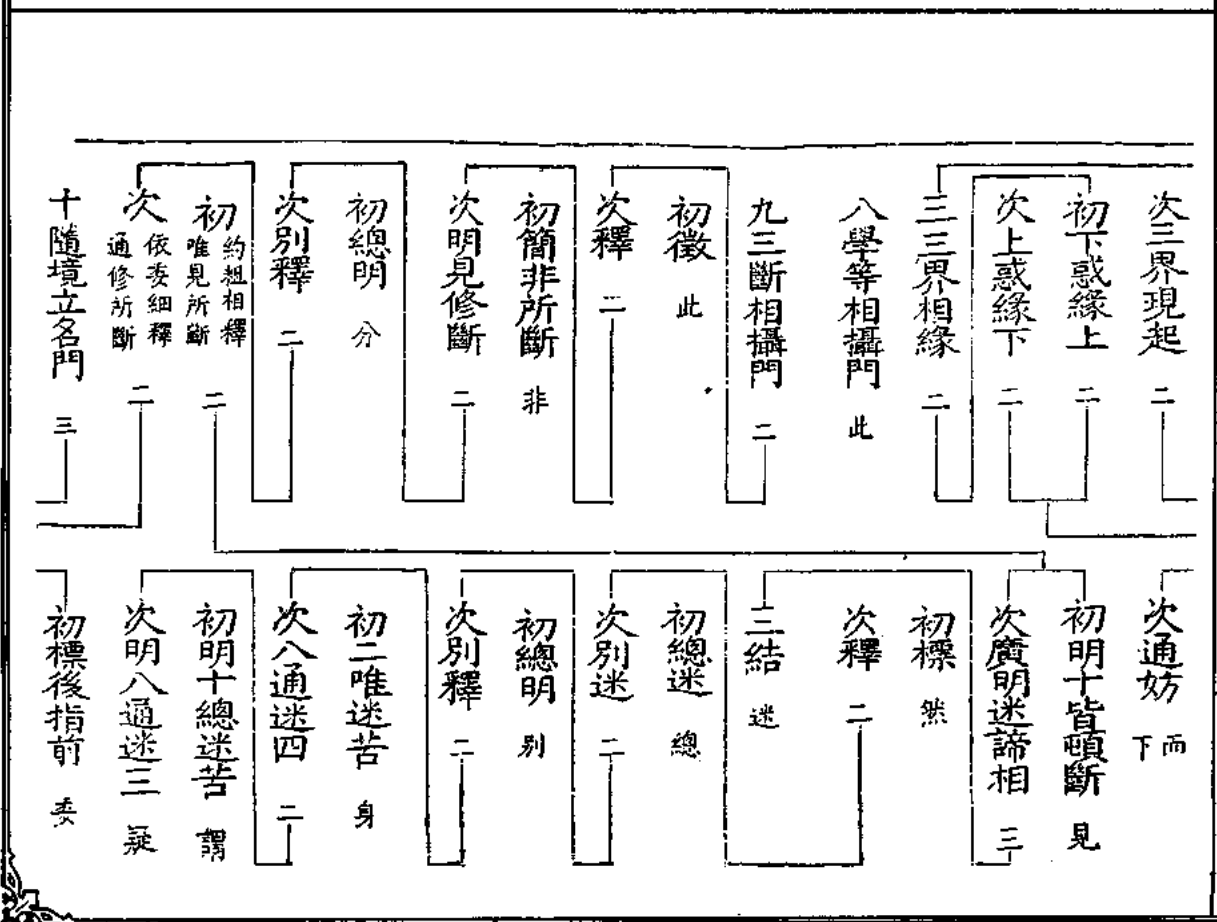 次三界現起 二
初下惑緣上 二
次上惑緣下 二
三三界相緣 二
八學等相攝門 此
九三斷相攝門 二
初徵 此
次釋 二
初簡非所斷 非
次明見修斷 二
初總明 分
次別釋 二
初 約粗相釋 唯見所斷 二
次 依委細釋 通修所斷 二
十隨境立名門 三
次通妨 而下
初明十皆頓斷 見
次廣明迷諦相 三
初標 然
次釋 二
三結 迷
初總迷 總
次別迷 二
初總明 別
次別釋 二
初二唯迷苦 身
次八通迷四 二
初明十總迷苦 謂
次明八通迷三 疑
初標後指前 委